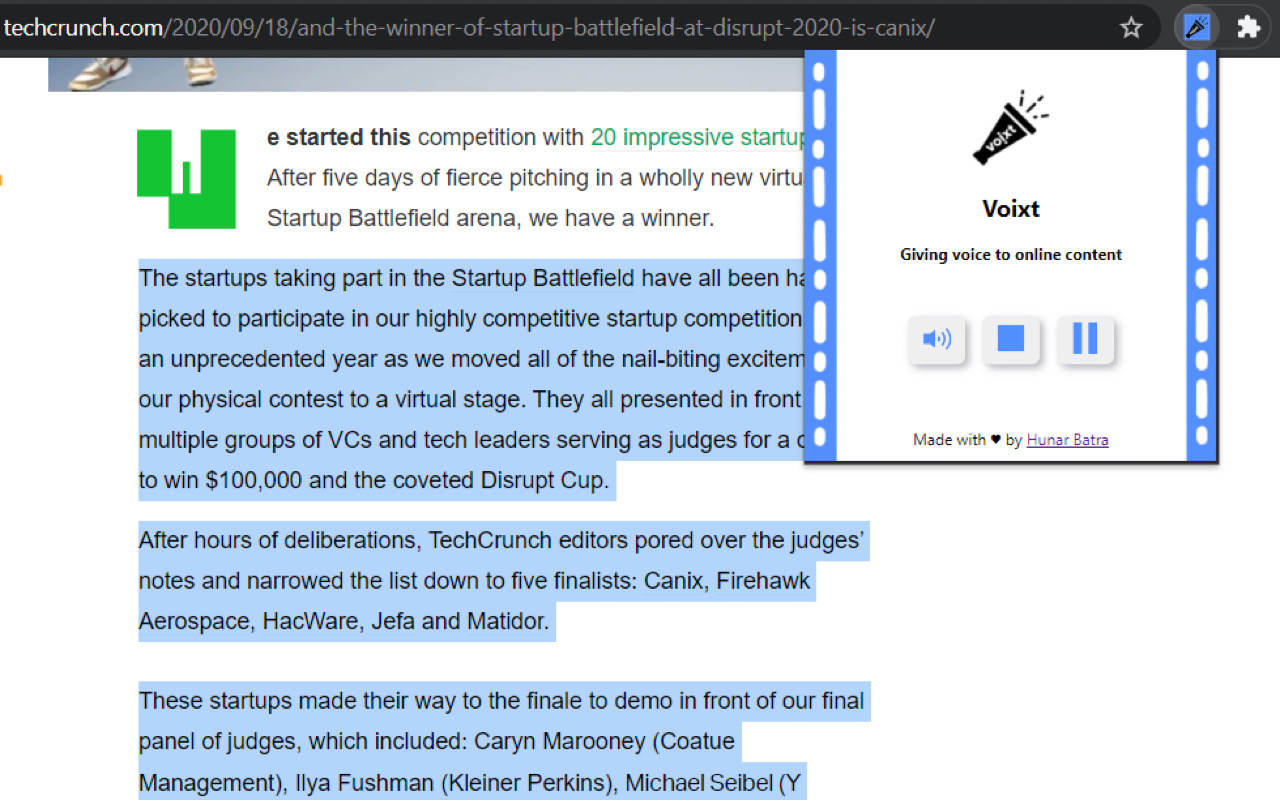 techcrunch.com/2020/09/18/and-the-winner-of-startup-battlefield-at-disrupt-2020-is-canix/
W
e started this competition with 20 impressive startup
After five days of fierce pitching in a wholly new virtu
Startup Battlefield arena, we have a winner.
The startups taking part in the Startup Battlefield have all been ha
picked to participate in our highly competitive startup competition
an unprecedented year as we moved all of the nail-biting excitem
our physical contest to a virtual stage. They all presented in front
multiple groups of VCs and tech leaders serving as judges for a c
to win $100,000 and the coveted Disrupt Cup.
After hours of deliberations, TechCrunch editors pored over the judges’
notes and narrowed the list down to five finalists: Canix, Firehawk
Aerospace, HacWare, Jefa and Matidor.
These startups made their way to the finale to demo in front of our final
panel of judges, which included: Caryn Marooney (Coatue
Management), Ilya Fushman (Kleiner Perkins), Michael Seibel (Y
voixt
Voixt
Giving voice to online content
Made with ♥ by Hunar Batra